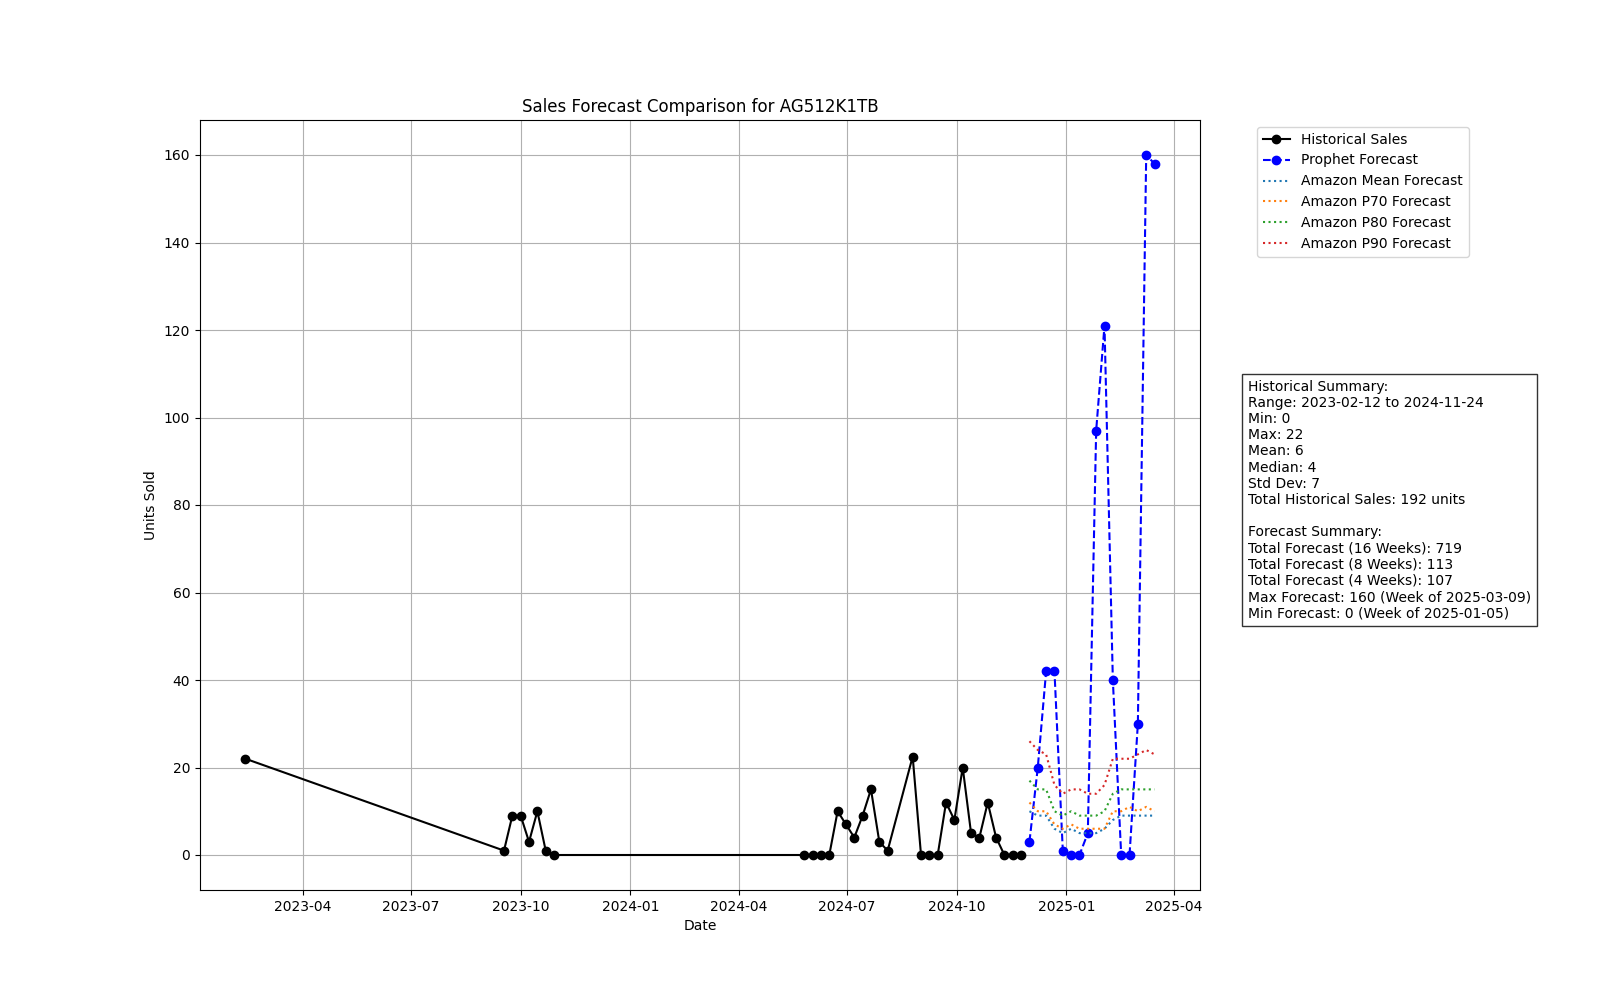 Sales Forecast Comparison for AG512K1TB
160
140
120
100
80
60
40
20
0
Units Sold
2023-04
2023-07
2023-10
2024-01
2024-04
2024-07
2024-10
2025-01
2025-04
Date
Historical Sales
Prophet Forecast
Amazon Mean Forecast
Amazon P70 Forecast
Amazon P80 Forecast
Amazon P90 Forecast
Historical Summary:
Range: 2023-02-12 to 2024-11-24
Min: 0
Max: 22
Mean: 6
Median: 4
Std Dev: 7
Total Historical Sales: 192 units
Forecast Summary:
Total Forecast (16 Weeks): 719
Total Forecast (8 Weeks): 113
Total Forecast (4 Weeks): 107
Max Forecast: 160 (Week of 2025-03-09)
Min Forecast: 0 (Week of 2025-01-05)